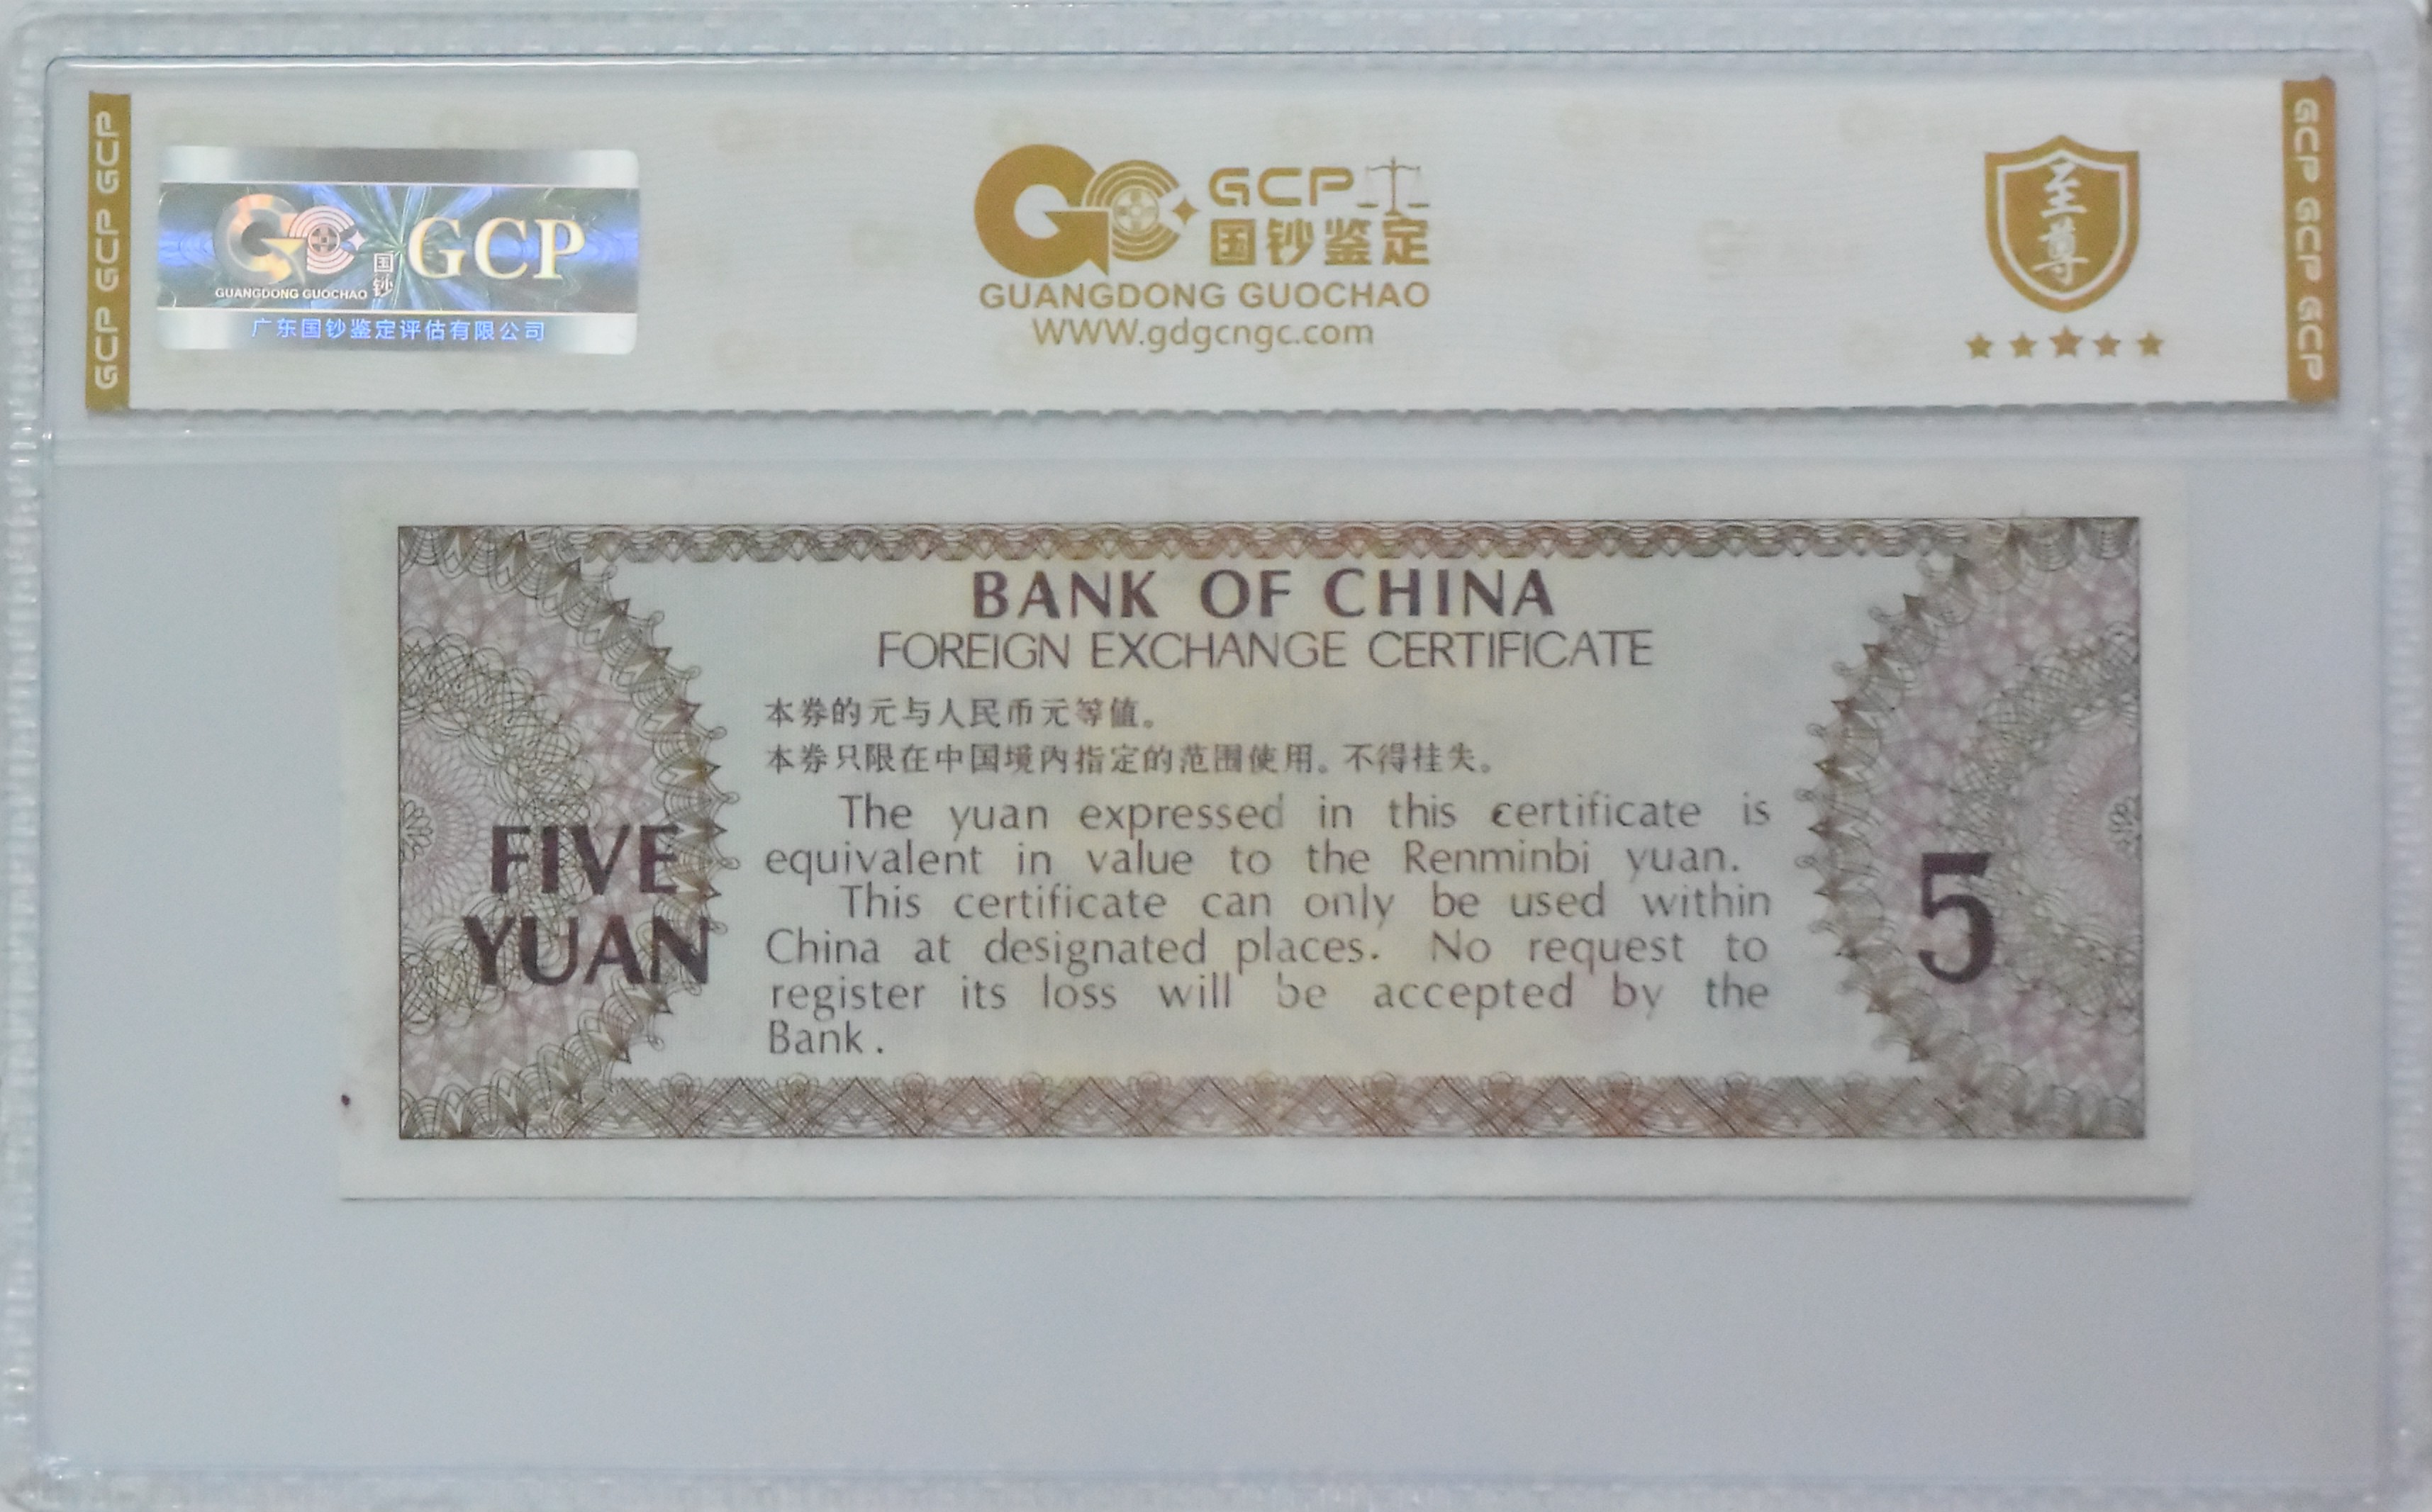 GCP GCP GCP
GCP
国钞
GUANGDONG GUOCHAO
广东国钞鉴定评估有限公司
GCP
国钞鉴定
GUANGDONG GUOCHAO
WWW.gdgcngc.com
至尊
GCP GCP GCP
BANK OF CHINA
FOREIGN EXCHANGE CERTIFICATE
本券的元与人民币元等值。
本券只限在中国境内指定的范围使用。不得挂失。
The yuan expressed in this certificate is
equivalent in value to the Renminbi yuan.
This certificate can only be used within
China at designated places. No request to
register its loss will be accepted by the
Bank.
FIVE
YUAN
5